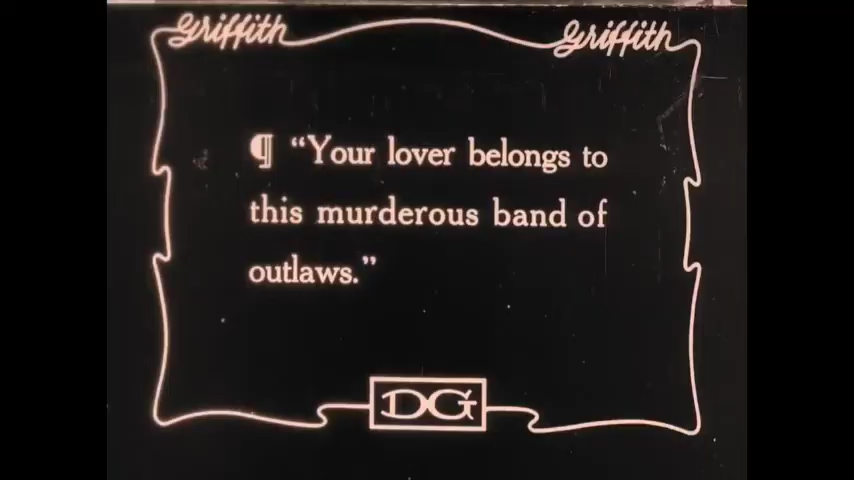 Griffith Griffith
¶ “Your lover belongs to
this murderous band of
outlaws.”
DG